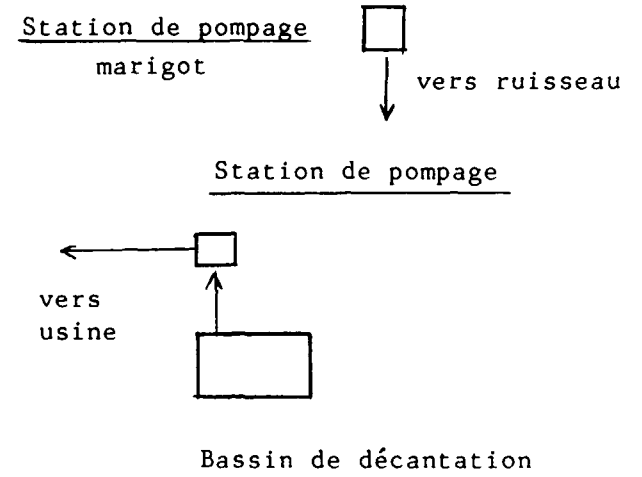 Station de pompage
marigot
vers ruisseau
Station de pompage
vers
usine
Bassin de décantation